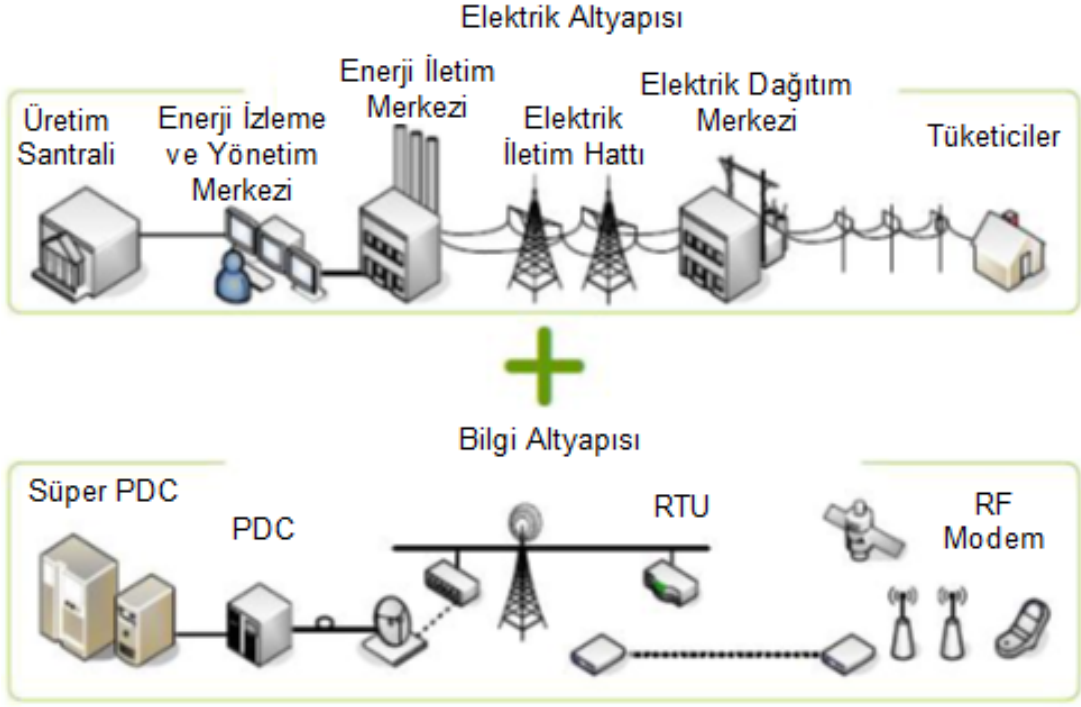 Elektrik Altyapısı
Üretim
Santrali
Enerji İzleme
ve Yönetim
Merkezi
Enerji İletim
Merkezi
Elektrik
İletim Hattı
Elektrik Dağıtım
Merkezi
Tüketiciler
Bilgi Altyapısı
Süper PDC
PDC
RTU
RF
Modem